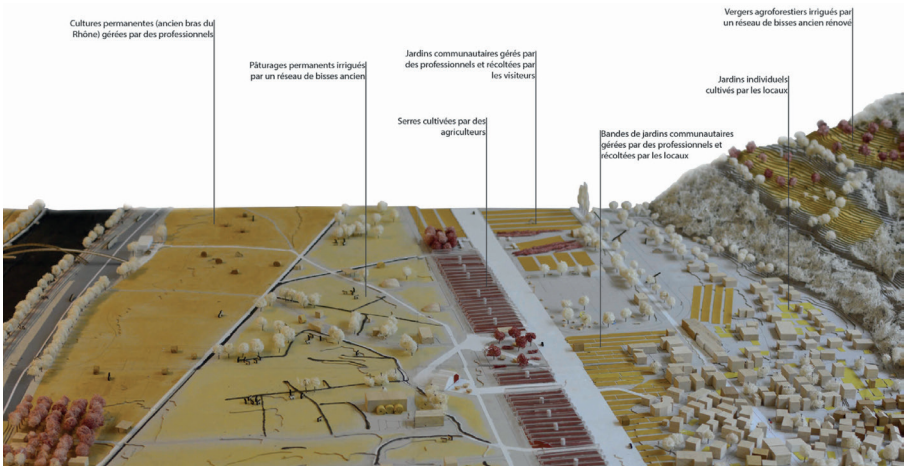 Cultures permanentes (ancien bras du
Rhône) gérées par des professionnels
Pâturages permanents irrigués
par un réseau de bisses ancien
Jardins communautaires gérés par
des professionnels et récoltées par
les visiteurs
Serres cultivées par des
agriculteurs
Bandes de jardins communautaires
gérées par des professionnels et
récoltées par les locaux
Jardins individuels
cultivés par les locaux
Vergers agroforestiers irrigués par
un réseau de bisses ancien rénové